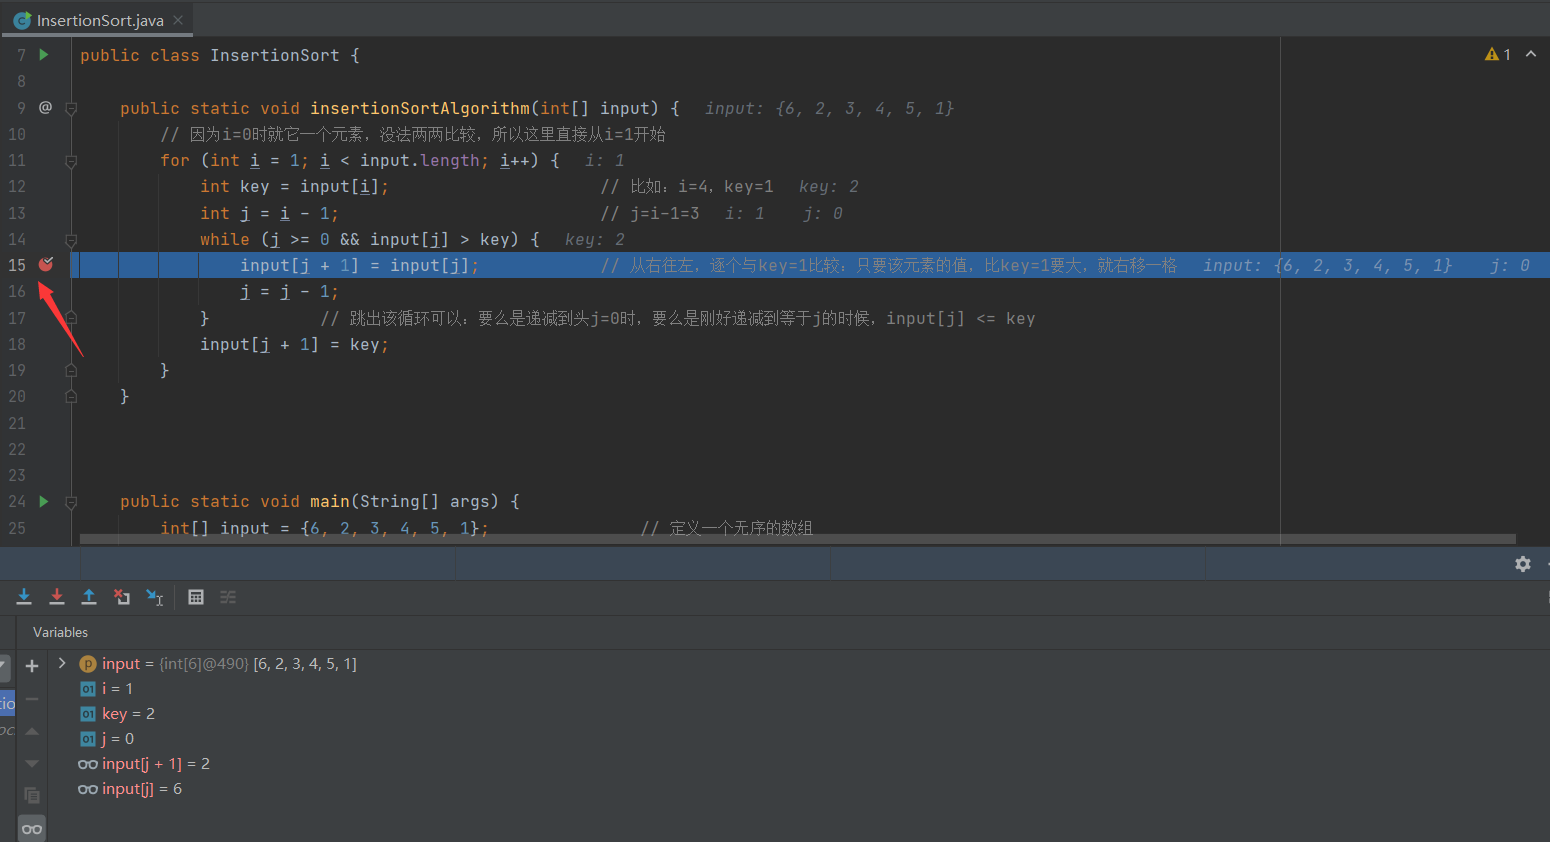 InsertionSort.java
7 public class InsertionSort { 1
8
9 @ public static void insertionSortAlgorithm(int[] input) { input: {6, 2, 3, 4, 5, 1}
10 // 因为i=0时就它一个元素，没法两两比较，所以这里直接从i=1开始
11 for (int i = 1; i < input.length; i++) { i: 1
12 int key = input[i]; // 比如：i=4，key=1 key: 2
13 int j = i - 1; // j=i-1=3 i: 1 j: 0
14 while (j >= 0 && input[j] > key) { key: 2
15 input[j + 1] = input[j]; // 从右往左，逐个与key=1比较：只要该元素的值，比key=1要大，就右移一格 input: {6, 2, 3, 4, 5, 1} j: 0
16 j = j - 1;
17 } // 跳出该循环可以：要么是递减到头j=0时，要么是刚好递减到等于j的时候，input[j] <= key
18 input[j + 1] = key;
19 }
20 }
21
22
23
24 public static void main(String[] args) {
25 int[] input = {6, 2, 3, 4, 5, 1}; // 定义一个无序的数组
Variables
input = {int[6]@490} [6, 2, 3, 4, 5, 1]
i = 1
key = 2
j = 0
input[j + 1] = 2
input[j] = 6